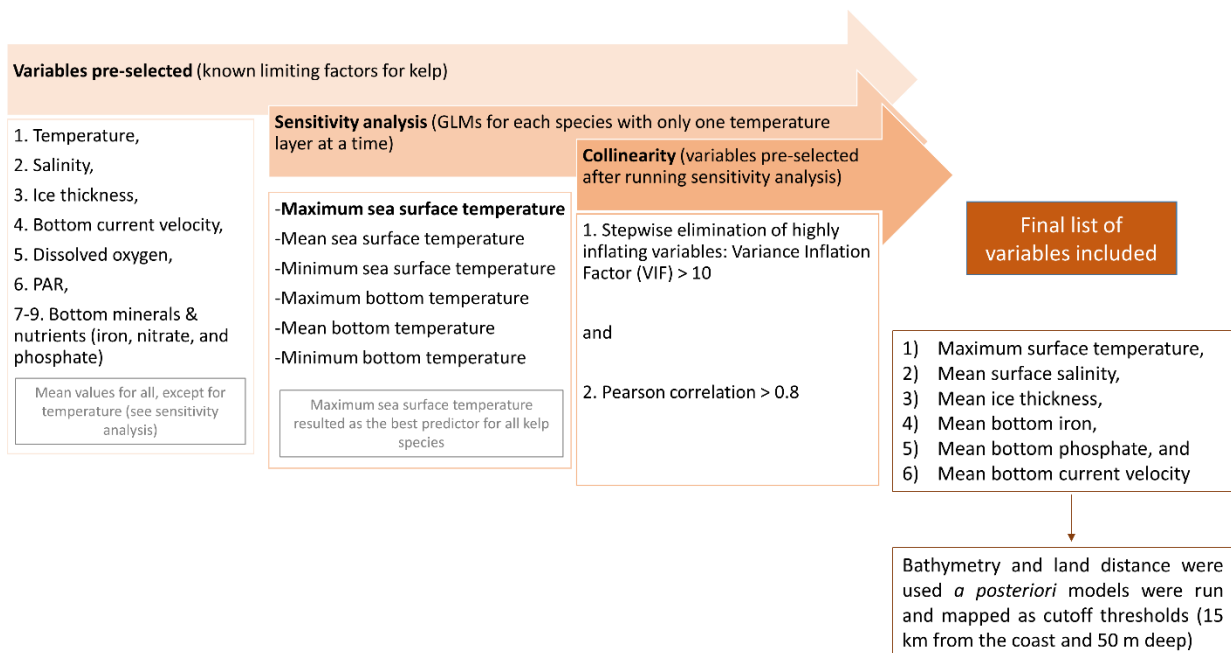 Variables pre-selected (known limiting factors for kelp)
1. Temperature,
2. Salinity,
3. Ice thickness,
4. Bottom current velocity,
5. Dissolved oxygen,
6. PAR,
7-9. Bottom minerals &
nutrients (iron, nitrate, and
phosphate)
Mean values for all, except for
temperature (see sensitivity
analysis)
Sensitivity analysis (GLMs for each species with only one temperature
layer at a time)
-Maximum sea surface temperature
-Mean sea surface temperature
-Minimum sea surface temperature
-Maximum bottom temperature
-Mean bottom temperature
-Minimum bottom temperature
Maximum sea surface temperature
resulted as the best predictor for all kelp
species
Collinearity (variables pre-selected
after running sensitivity analysis)
1. Stepwise elimination of highly
inflating variables: Variance Inflation
Factor (VIF) > 10
and
2. Pearson correlation > 0.8
Final list of
variables included
1) Maximum surface temperature,
2) Mean surface salinity,
3) Mean ice thickness,
4) Mean bottom iron,
5) Mean bottom phosphate, and
6) Mean bottom current velocity
Bathymetry and land distance were
used a posteriori models were run
and mapped as cutoff thresholds (15
km from the coast and 50 m deep)